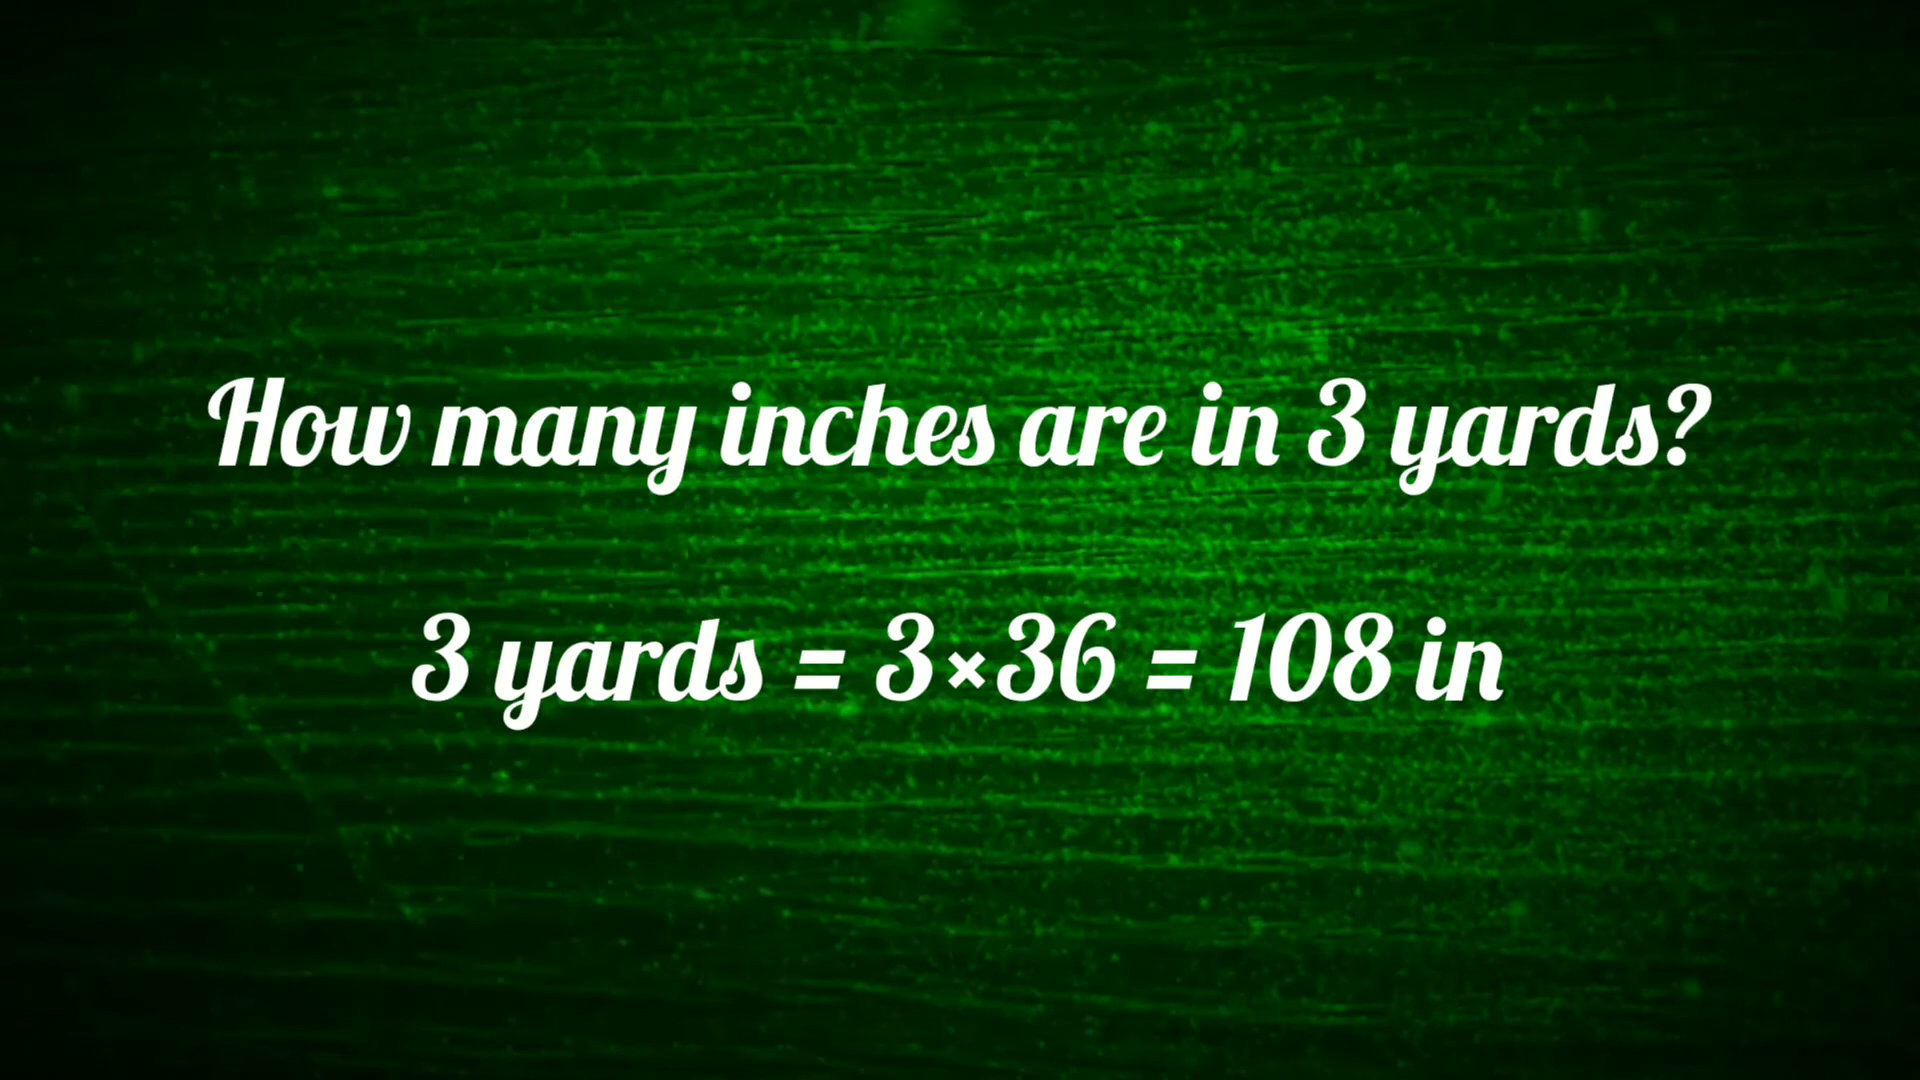 How many inches are in 3 yards?
3 yards = 3×36 = 108 in